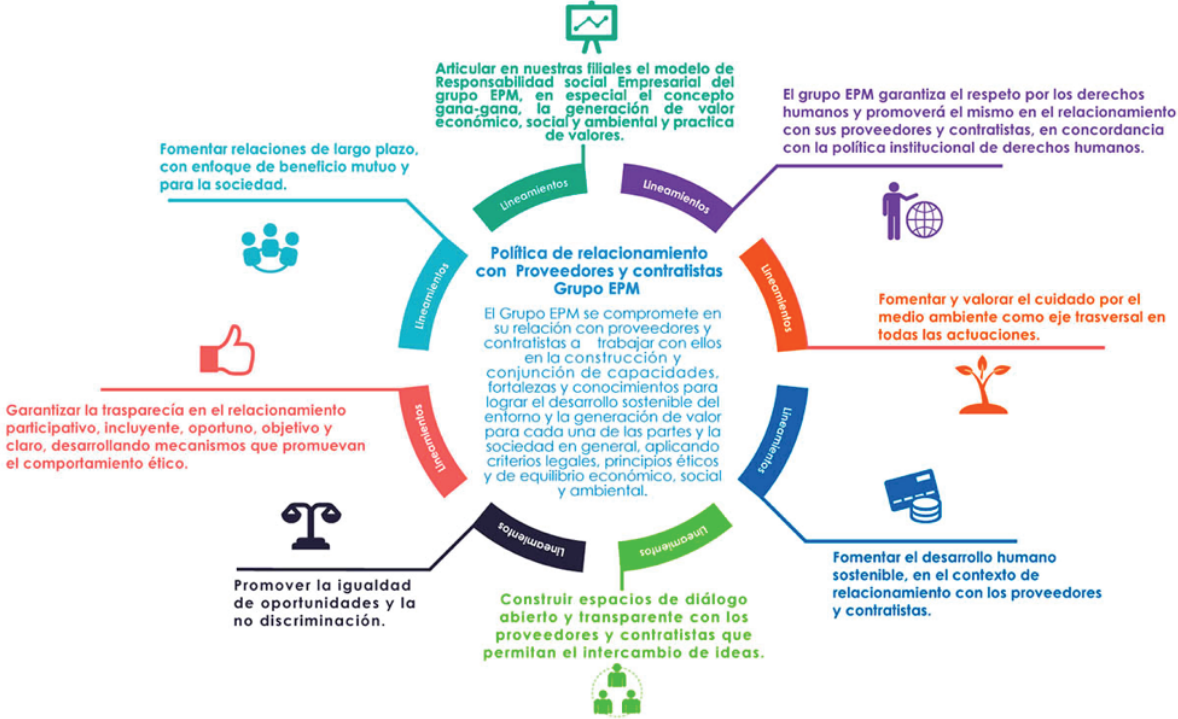 Articular en nuestras filiales el modelo de
Responsabilidad social Empresarial del
grupo EPM, en especial el concepto
gana-gana, la generación de valor
económico, social y ambiental y practica
de valores.
Lineamientos
El grupo EPM garantiza el respeto por los derechos
humanos y promoverá el mismo en el relacionamiento
con sus proveedores y contratistas, en concordancia
con la política institucional de derechos humanos.
Lineamientos
Fomentar y valorar el cuidado por el
medio ambiente como eje trasversal en
todas las actuaciones.
Lineamientos
Fomentar el desarrollo humano
sostenible, en el contexto de
relacionamiento con los proveedores
y contratistas.
Lineamientos
Construir espacios de diálogo
abierto y transparente con los
proveedores y contratistas que
permitan el intercambio de ideas.
Lineamientos
Promover la igualdad
de oportunidades y la
no discriminación.
Lineamientos
Garantizar la trasparecía en el relacionamiento
participativo, incluyente, oportuno, objetivo y
claro, desarrollando mecanismos que promuevan
el comportamiento ético.
Lineamientos
Fomentar relaciones de largo plazo,
con enfoque de beneficio mutuo y
para la sociedad.
Lineamientos
Política de relacionamiento
con Proveedores y contratistas
Grupo EPM
El Grupo EPM se compromete en
su relación con proveedores y
contratistas a trabajar con ellos
en la construcción y
conjunción de capacidades,
fortalezas y conocimientos para
lograr el desarrollo sostenible del
entorno y la generación de valor
para cada una de las partes y la
sociedad en general, aplicando
criterios legales, principios éticos
y de equilibrio económico, social
y ambiental.